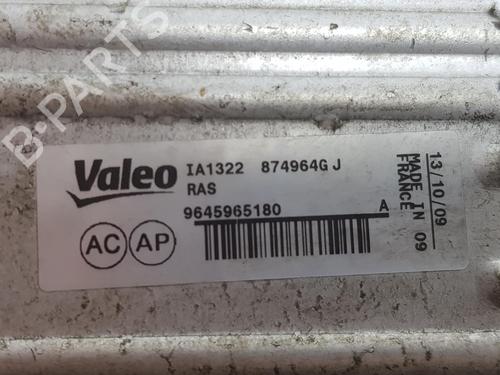 B-PARTS
Valeo
IA1322 874964G J
RAS
9645965180 A
AC AP
13/10/09
MADE IN 09
FRANCE